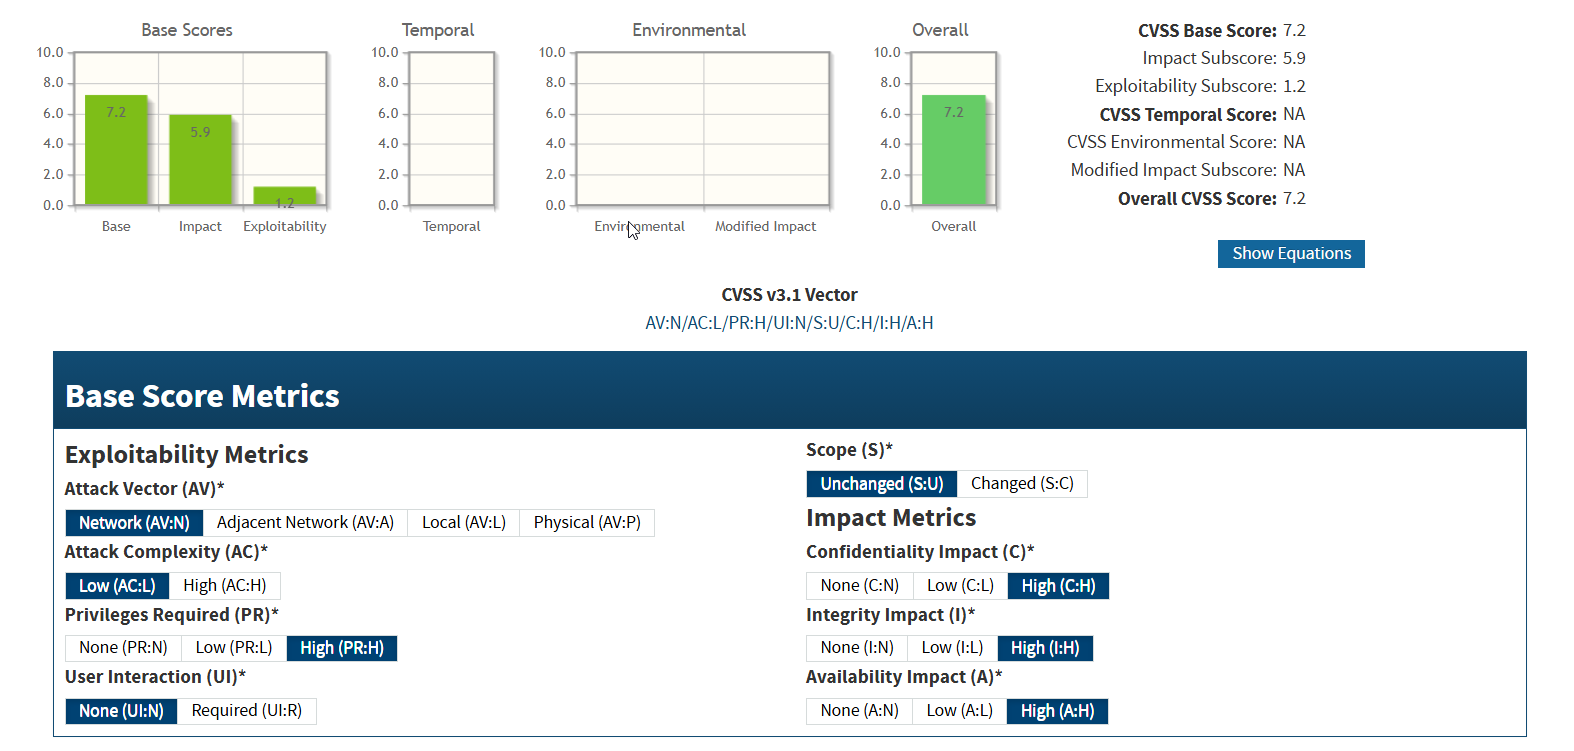 Base Scores
10.0
8.0
6.0
4.0
2.0
0.0
7.2
5.9
1.2
Base Impact Exploitability
Temporal
10.0
8.0
6.0
4.0
2.0
0.0
Temporal
Environmental
10.0
8.0
6.0
4.0
2.0
0.0
Environmental Modified Impact
Overall
10.0
8.0
6.0
4.0
2.0
0.0
7.2
Overall
CVSS Base Score: 7.2
Impact Subscore: 5.9
Exploitability Subscore: 1.2
CVSS Temporal Score: NA
CVSS Environmental Score: NA
Modified Impact Subscore: NA
Overall CVSS Score: 7.2
Show Equations
CVSS v3.1 Vector
AV:N/AC:L/PR:H/UI:N/S:U/C:H/I:H/A:H
Base Score Metrics
Exploitability Metrics
Attack Vector (AV)*
Network (AV:N) Adjacent Network (AV:A) Local (AV:L) Physical (AV:P)
Attack Complexity (AC)*
Low (AC:L) High (AC:H)
Privileges Required (PR)*
None (PR:N) Low (PR:L) High (PR:H)
User Interaction (UI)*
None (UI:N) Required (UI:R)
Scope (S)*
Unchanged (S:U) Changed (S:C)
Impact Metrics
Confidentiality Impact (C)*
None (C:N) Low (C:L) High (C:H)
Integrity Impact (I)*
None (I:N) Low (I:L) High (I:H)
Availability Impact (A)*
None (A:N) Low (A:L) High (A:H)